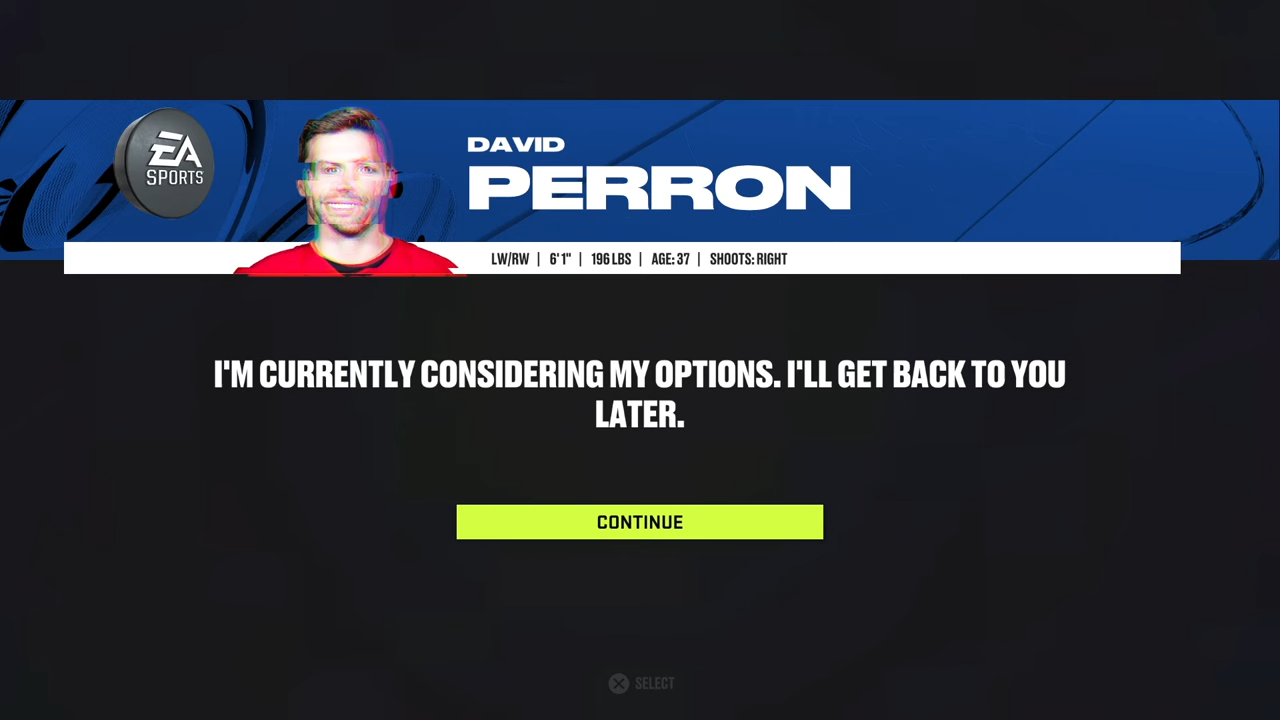 EA
SPORTS
DAVID
PERRON
LW/RW | 6'1" | 196 LBS | AGE: 37 | SHOOTS: RIGHT
I'M CURRENTLY CONSIDERING MY OPTIONS. I'LL GET BACK TO YOU
LATER.
CONTINUE
SELECT